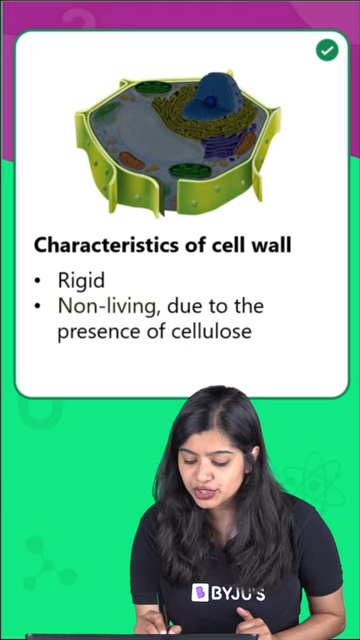 Characteristics of cell wall
• Rigid
• Non-living, due to the
presence of cellulose
BYJU'S